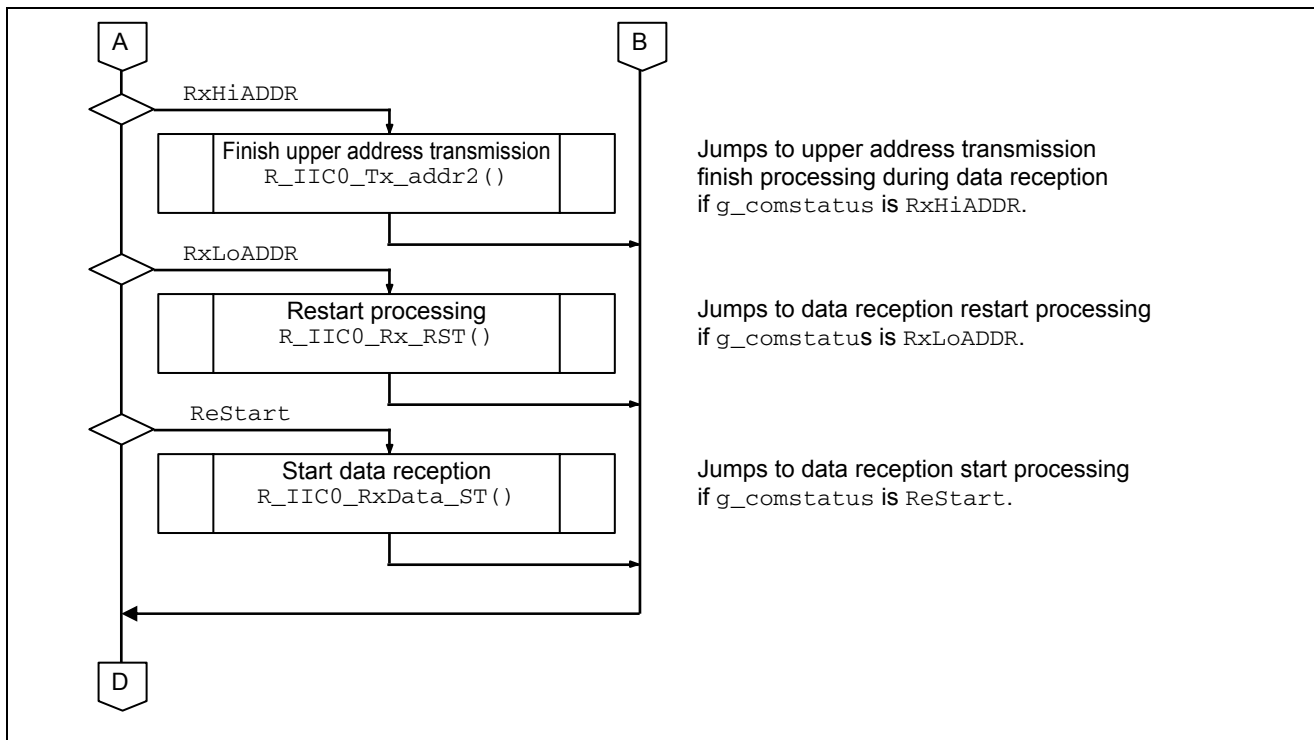 A
B
RxHiADDR
Finish upper address transmission
R_IIC0_Tx_addr2()
Jumps to upper address transmission
finish processing during data reception
if g_comstatus is RxHiADDR.
RxLoADDR
Restart processing
R_IIC0_Rx_RST()
Jumps to data reception restart processing
if g_comstatus is RxLoADDR.
ReStart
Start data reception
R_IIC0_RxData_ST()
Jumps to data reception start processing
if g_comstatus is ReStart.
D